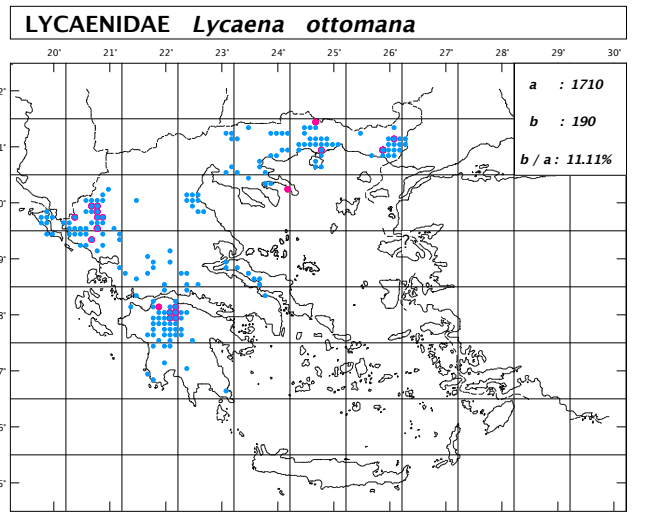 LYCAENIDAE Lycaena ottomana
20' 21' 22' 23' 24' 25' 26' 27' 28' 29' 30'
a : 1710
b : 190
b / a : 11.11%